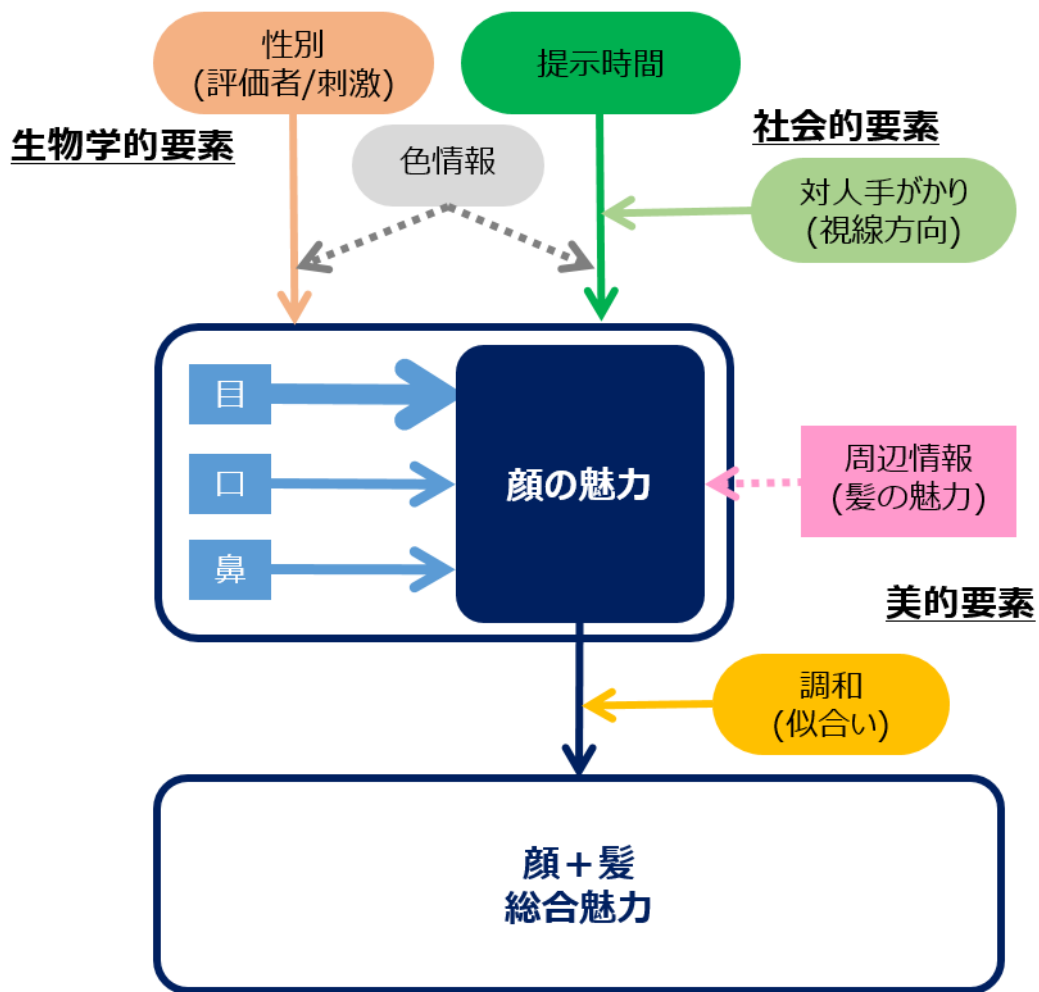 性別
(評価者/刺激)
提示時間
生物学的要素
社会的要素
色情報
対人手がかり
(視線方向)
目
口
鼻
顔の魅力
周辺情報
(髪の魅力)
美的要素
調和
(似合い)
顔＋髪
総合魅力